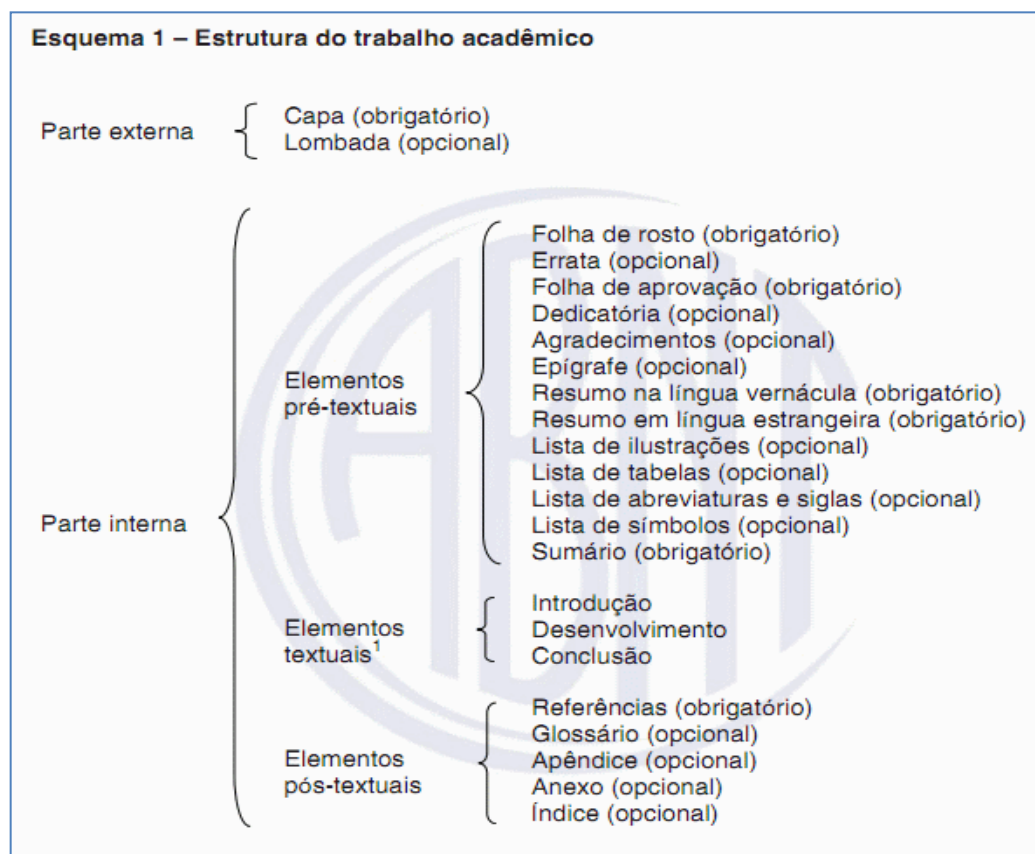 Esquema 1 – Estrutura do trabalho acadêmico
Parte externa
Capa (obrigatório)
Lombada (opcional)
Parte interna
Elementos
pré-textuais
Folha de rosto (obrigatório)
Errata (opcional)
Folha de aprovação (obrigatório)
Dedicatória (opcional)
Agradecimentos (opcional)
Epígrafe (opcional)
Resumo na língua vernácula (obrigatório)
Resumo em língua estrangeira (obrigatório)
Lista de ilustrações (opcional)
Lista de tabelas (opcional)
Lista de abreviaturas e siglas (opcional)
Lista de símbolos (opcional)
Sumário (obrigatório)
Elementos
textuais¹
Introdução
Desenvolvimento
Conclusão
Elementos
pós-textuais
Referências (obrigatório)
Glossário (opcional)
Apêndice (opcional)
Anexo (opcional)
Índice (opcional)
ABNT